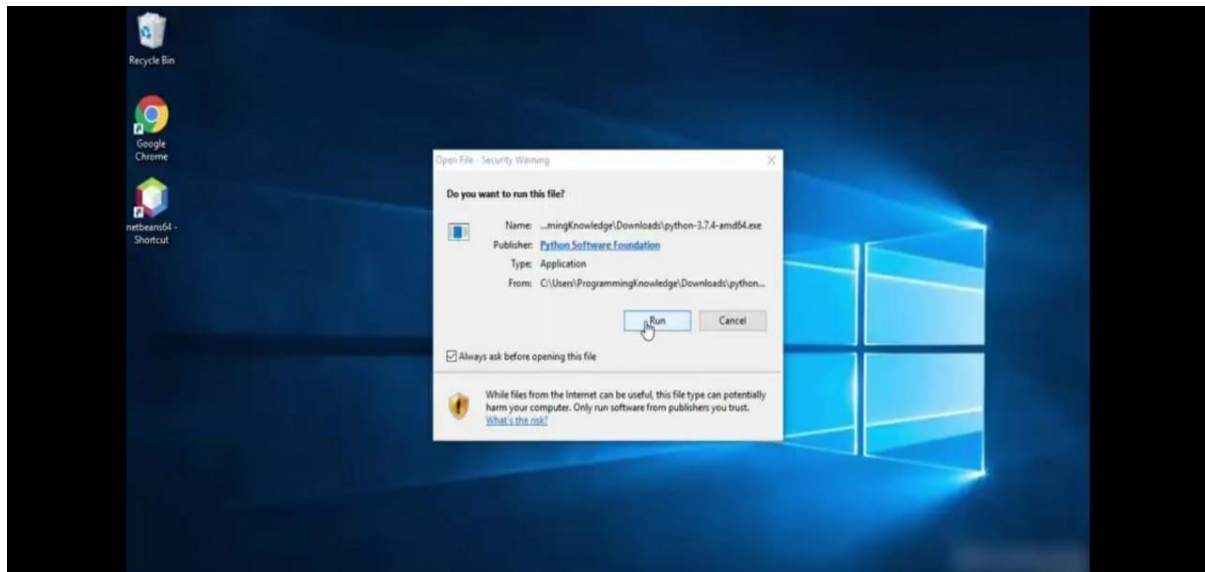 Recycle Bin
Google
Chrome
netbeans64 -
Shortcut
Open File - Security Warning
Do you want to run this file?
Name: ...mingKnowledge\Downloads\python-3.7.4-amd64.exe
Publisher: Python Software Foundation
Type: Application
From: C:\Users\ProgrammingKnowledge\Downloads\python...
Run Cancel
Always ask before opening this file
While files from the Internet can be useful, this file type can potentially
harm your computer. Only run software from publishers you trust.
What's the risk?